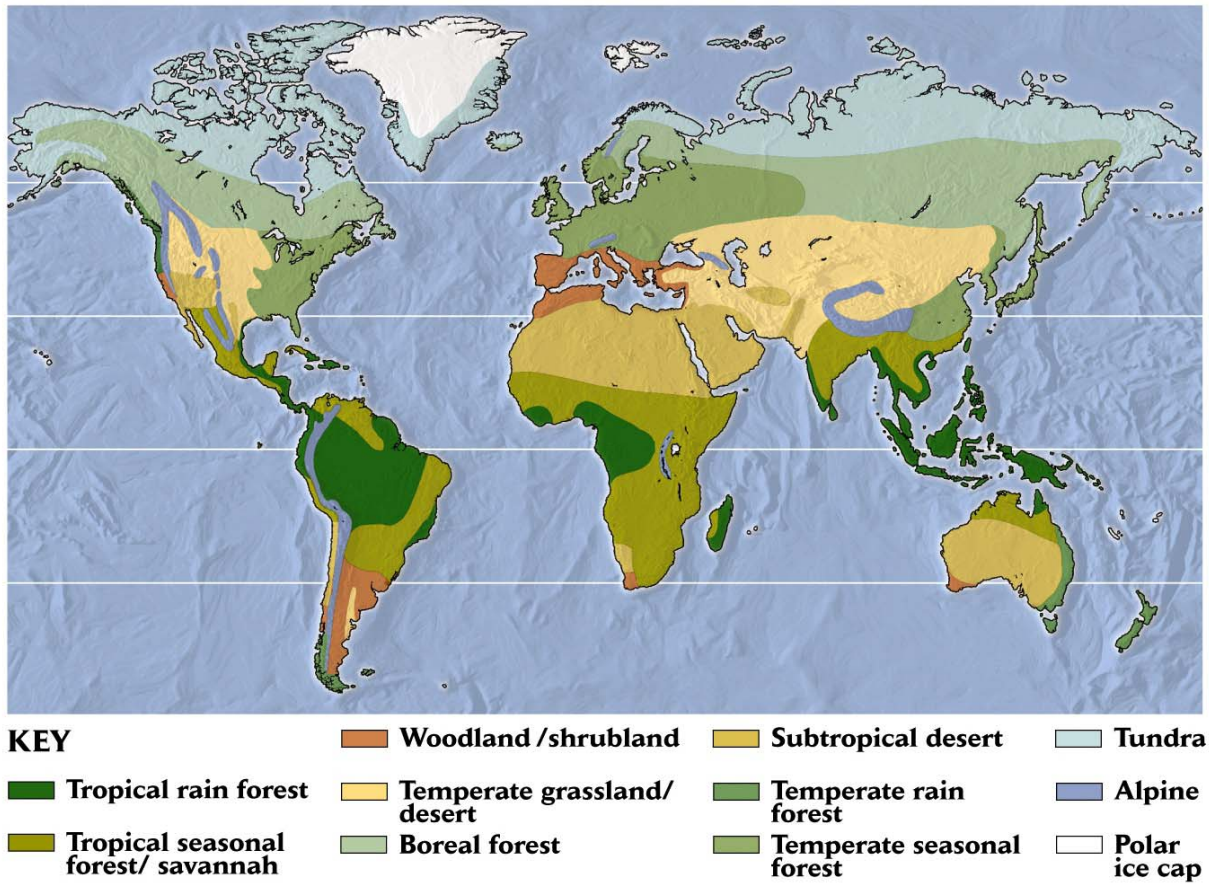 KEY
Woodland /shrubland
Subtropical desert
Tundra
Tropical rain forest
Temperate grassland/
desert
Temperate rain
forest
Alpine
Tropical seasonal
forest/ savannah
Boreal forest
Temperate seasonal
forest
Polar
ice cap